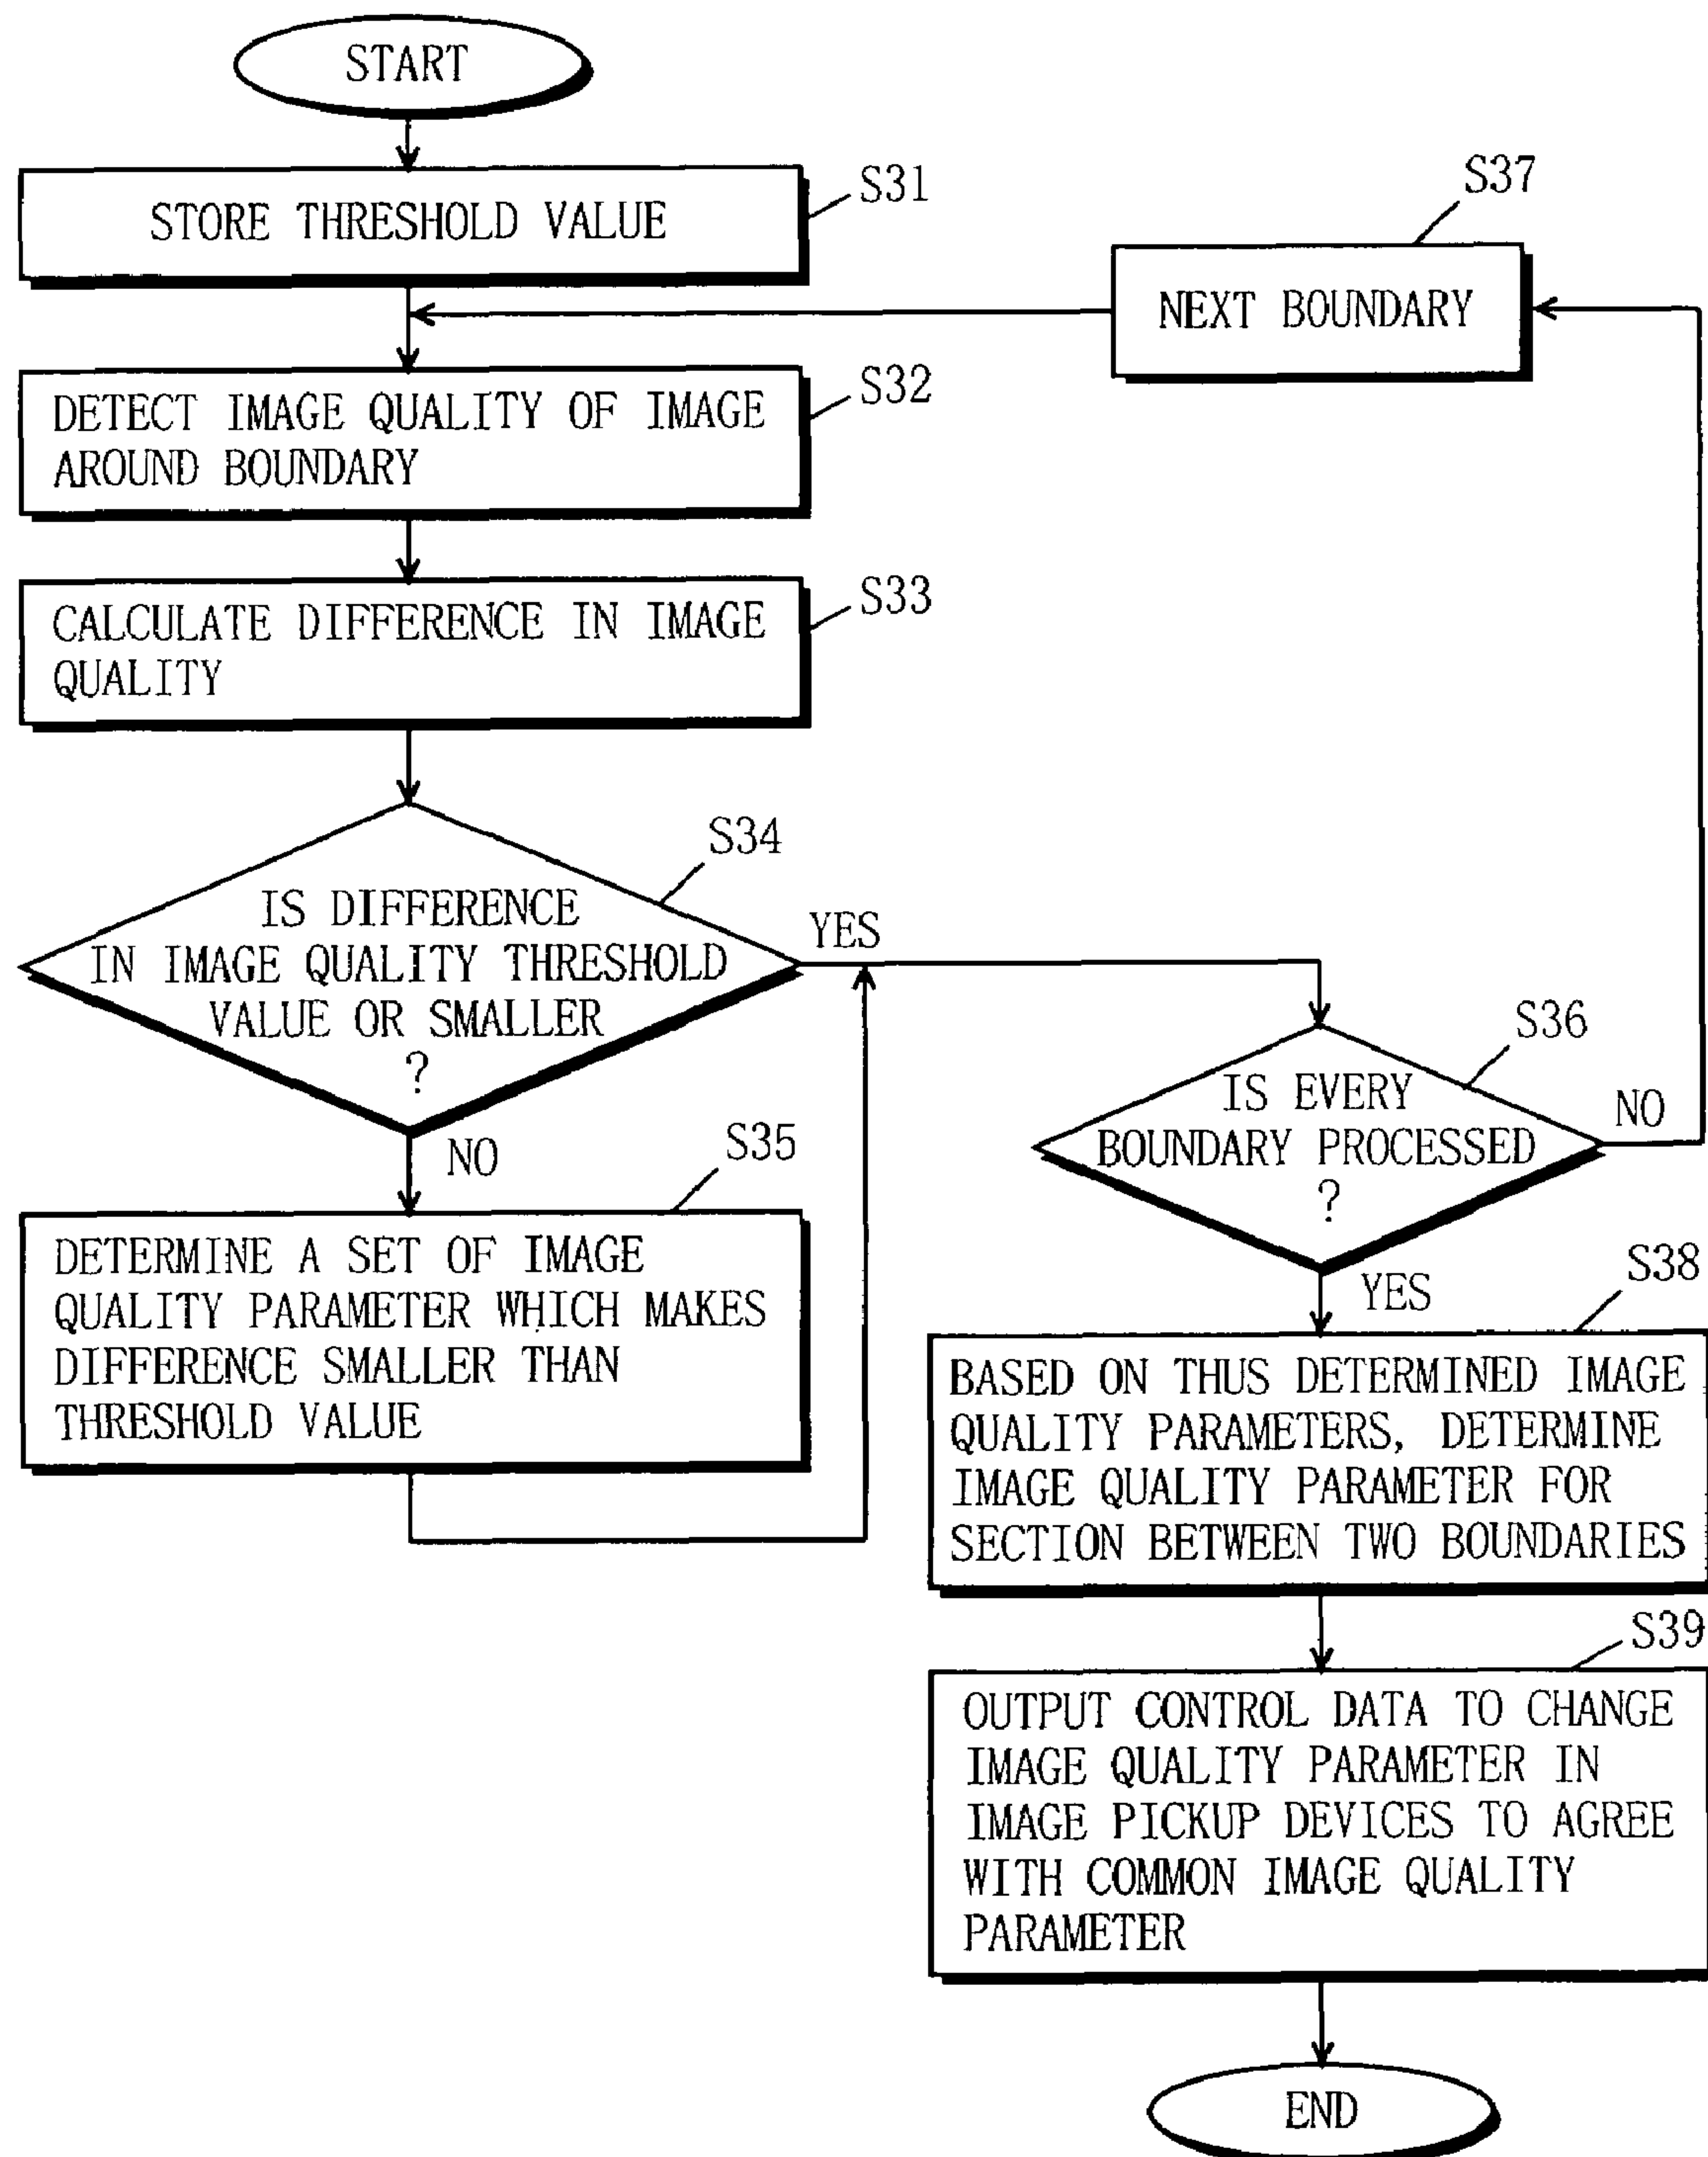 START
S31
STORE THRESHOLD VALUE
S37
NEXT BOUNDARY
S32
DETECT IMAGE QUALITY OF IMAGE
AROUND BOUNDARY
S33
CALCULATE DIFFERENCE IN IMAGE
QUALITY
S34
IS DIFFERENCE
IN IMAGE QUALITY THRESHOLD
VALUE OR SMALLER
?
YES
NO
S35
DETERMINE A SET OF IMAGE
QUALITY PARAMETER WHICH MAKES
DIFFERENCE SMALLER THAN
THRESHOLD VALUE
S36
IS EVERY
BOUNDARY PROCESSED
?
NO
YES
S38
BASED ON THUS DETERMINED IMAGE
QUALITY PARAMETERS, DETERMINE
IMAGE QUALITY PARAMETER FOR
SECTION BETWEEN TWO BOUNDARIES
S39
OUTPUT CONTROL DATA TO CHANGE
IMAGE QUALITY PARAMETER IN
IMAGE PICKUP DEVICES TO AGREE
WITH COMMON IMAGE QUALITY
PARAMETER
END